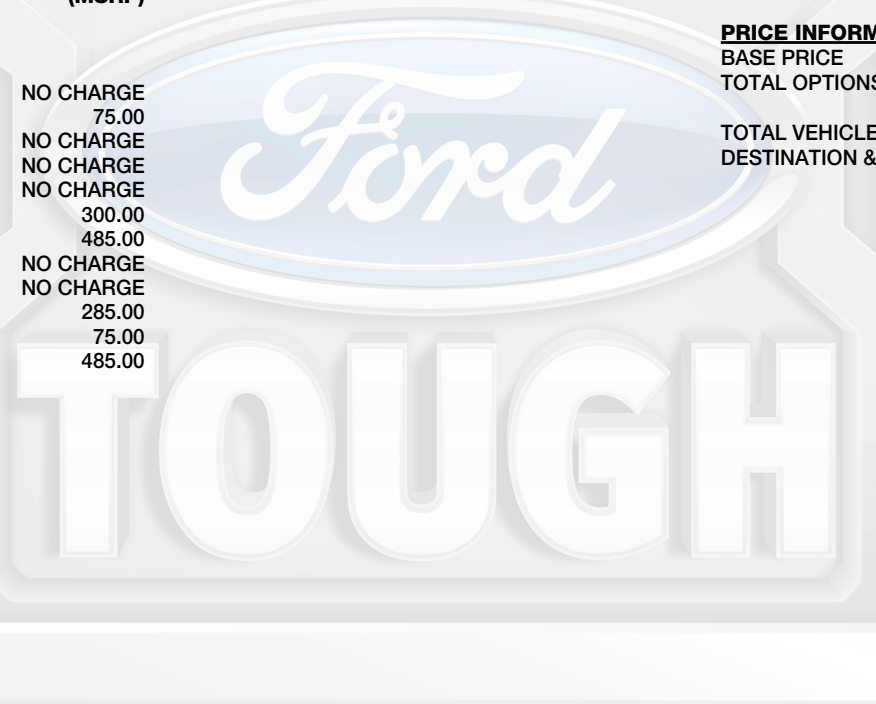 (MSRP)
NO CHARGE
75.00
NO CHARGE
NO CHARGE
NO CHARGE
300.00
485.00
NO CHARGE
NO CHARGE
285.00
75.00
485.00
PRICE INFORM
BASE PRICE
TOTAL OPTIONS
TOTAL VEHICLE
DESTINATION &
Ford
TOUGH